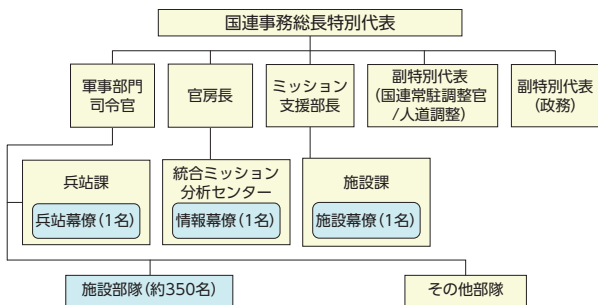 国連事務総長特別代表
軍事部門
司令官
官房長
ミッション
支援部長
副特別代表
(国連常駐調整官
/人道調整)
副特別代表
(政務)
兵站課
兵站幕僚(1名)
統合ミッション
分析センター
情報幕僚(1名)
施設課
施設幕僚(1名)
施設部隊(約350名)
その他部隊